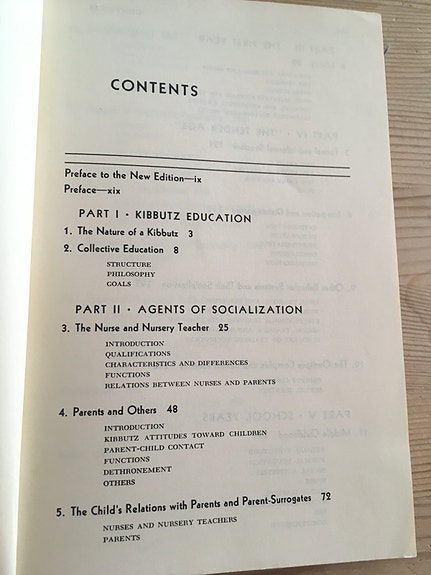 CONTENTS
Preface to the New Edition—ix
Preface—xix
PART I · KIBBUTZ EDUCATION
1. The Nature of a Kibbutz 3
2. Collective Education 8
STRUCTURE
PHILOSOPHY
GOALS
PART II · AGENTS OF SOCIALIZATION
3. The Nurse and Nursery Teacher 25
INTRODUCTION
QUALIFICATIONS
CHARACTERISTICS AND DIFFERENCES
FUNCTIONS
RELATIONS BETWEEN NURSES AND PARENTS
4. Parents and Others 48
INTRODUCTION
KIBBUTZ ATTITUDES TOWARD CHILDREN
PARENT-CHILD CONTACT
FUNCTIONS
DETHRONEMENT
OTHERS
5. The Child's Relations with Parents and Parent-Surrogates 72
NURSES AND NURSERY TEACHERS
PARENTS